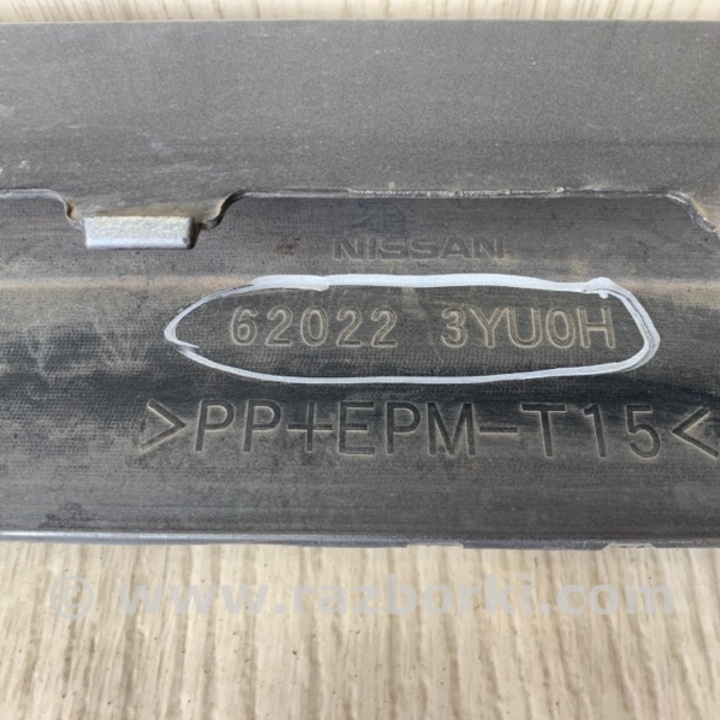 NISSAN
62022 3YU0H
>PP+EPM-T15<
© www.razborki.com